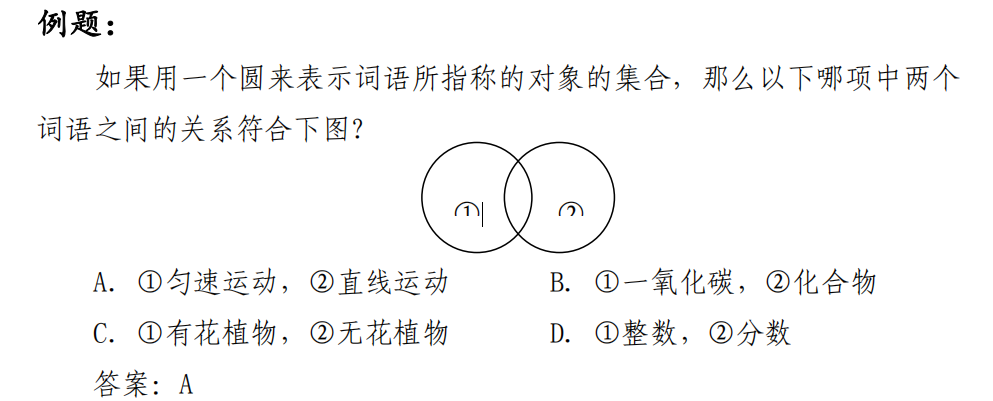 例题：
如果用一个圆来表示词语所指称的对象的集合，那么以下哪项中两个
词语之间的关系符合下图？
① ②
A. ①匀速运动，②直线运动 B. ①一氧化碳，②化合物
C. ①有花植物，②无花植物 D. ①整数，②分数
答案：A